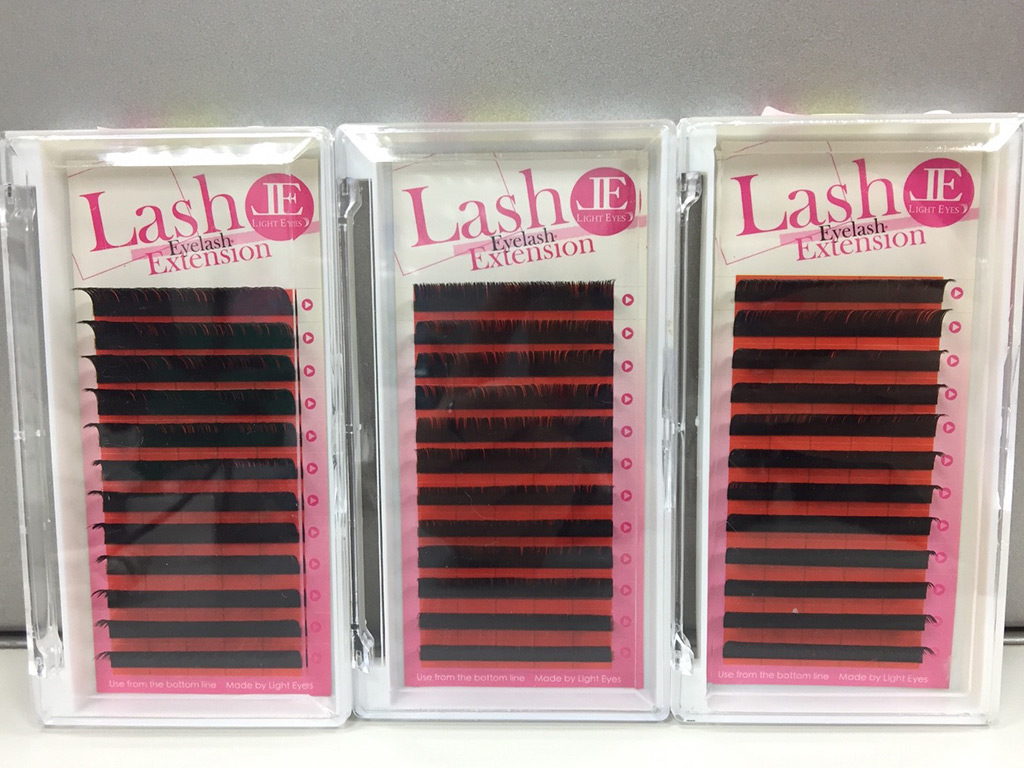 Lash
LE
LIGHT EYES
Eyelash
Extension
Use from the bottom line Made by Light Eyes
Lash
LE
LIGHT EYES
Eyelash
Extension
Use from the bottom line Made by Light Eyes
Lash
LE
LIGHT EYES
Eyelash
Extension
Use from the bottom line Made by Light Eyes